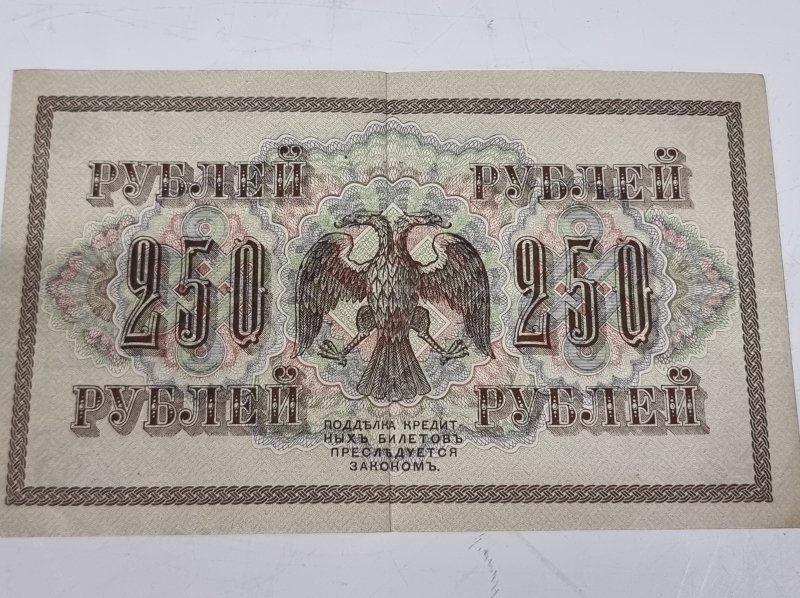 РУБЛЕЙ РУБЛЕЙ
250 250
РУБЛЕЙ РУБЛЕЙ
ПОДДѢЛКА КРЕДИТ-
НЫХЪ БИЛЕТОВЪ
ПРЕСЛѢДУЕТСЯ
ЗАКОНОМЪ.